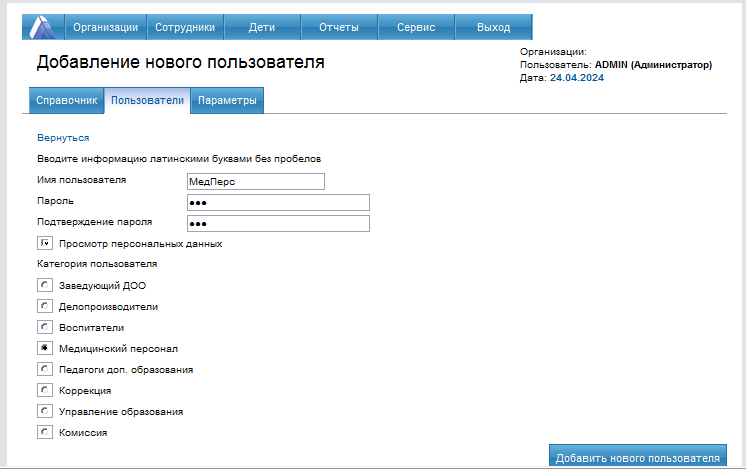 Организации Сотрудники Дети Отчеты Сервис Выход
Добавление нового пользователя
Организации:
Пользователь: ADMIN (Администратор)
Дата: 24.04.2024
Справочник Пользователи Параметры
Вернуться
Вводите информацию латинскими буквами без пробелов
Имя пользователя МедПерс
Пароль ●●●
Подтверждение пароля ●●●
Просмотр персональных данных
Категория пользователя
Заведующий ДОО
Делопроизводители
Воспитатели
Медицинский персонал
Педагоги доп. образования
Коррекция
Управление образования
Комиссия
Добавить нового пользователя